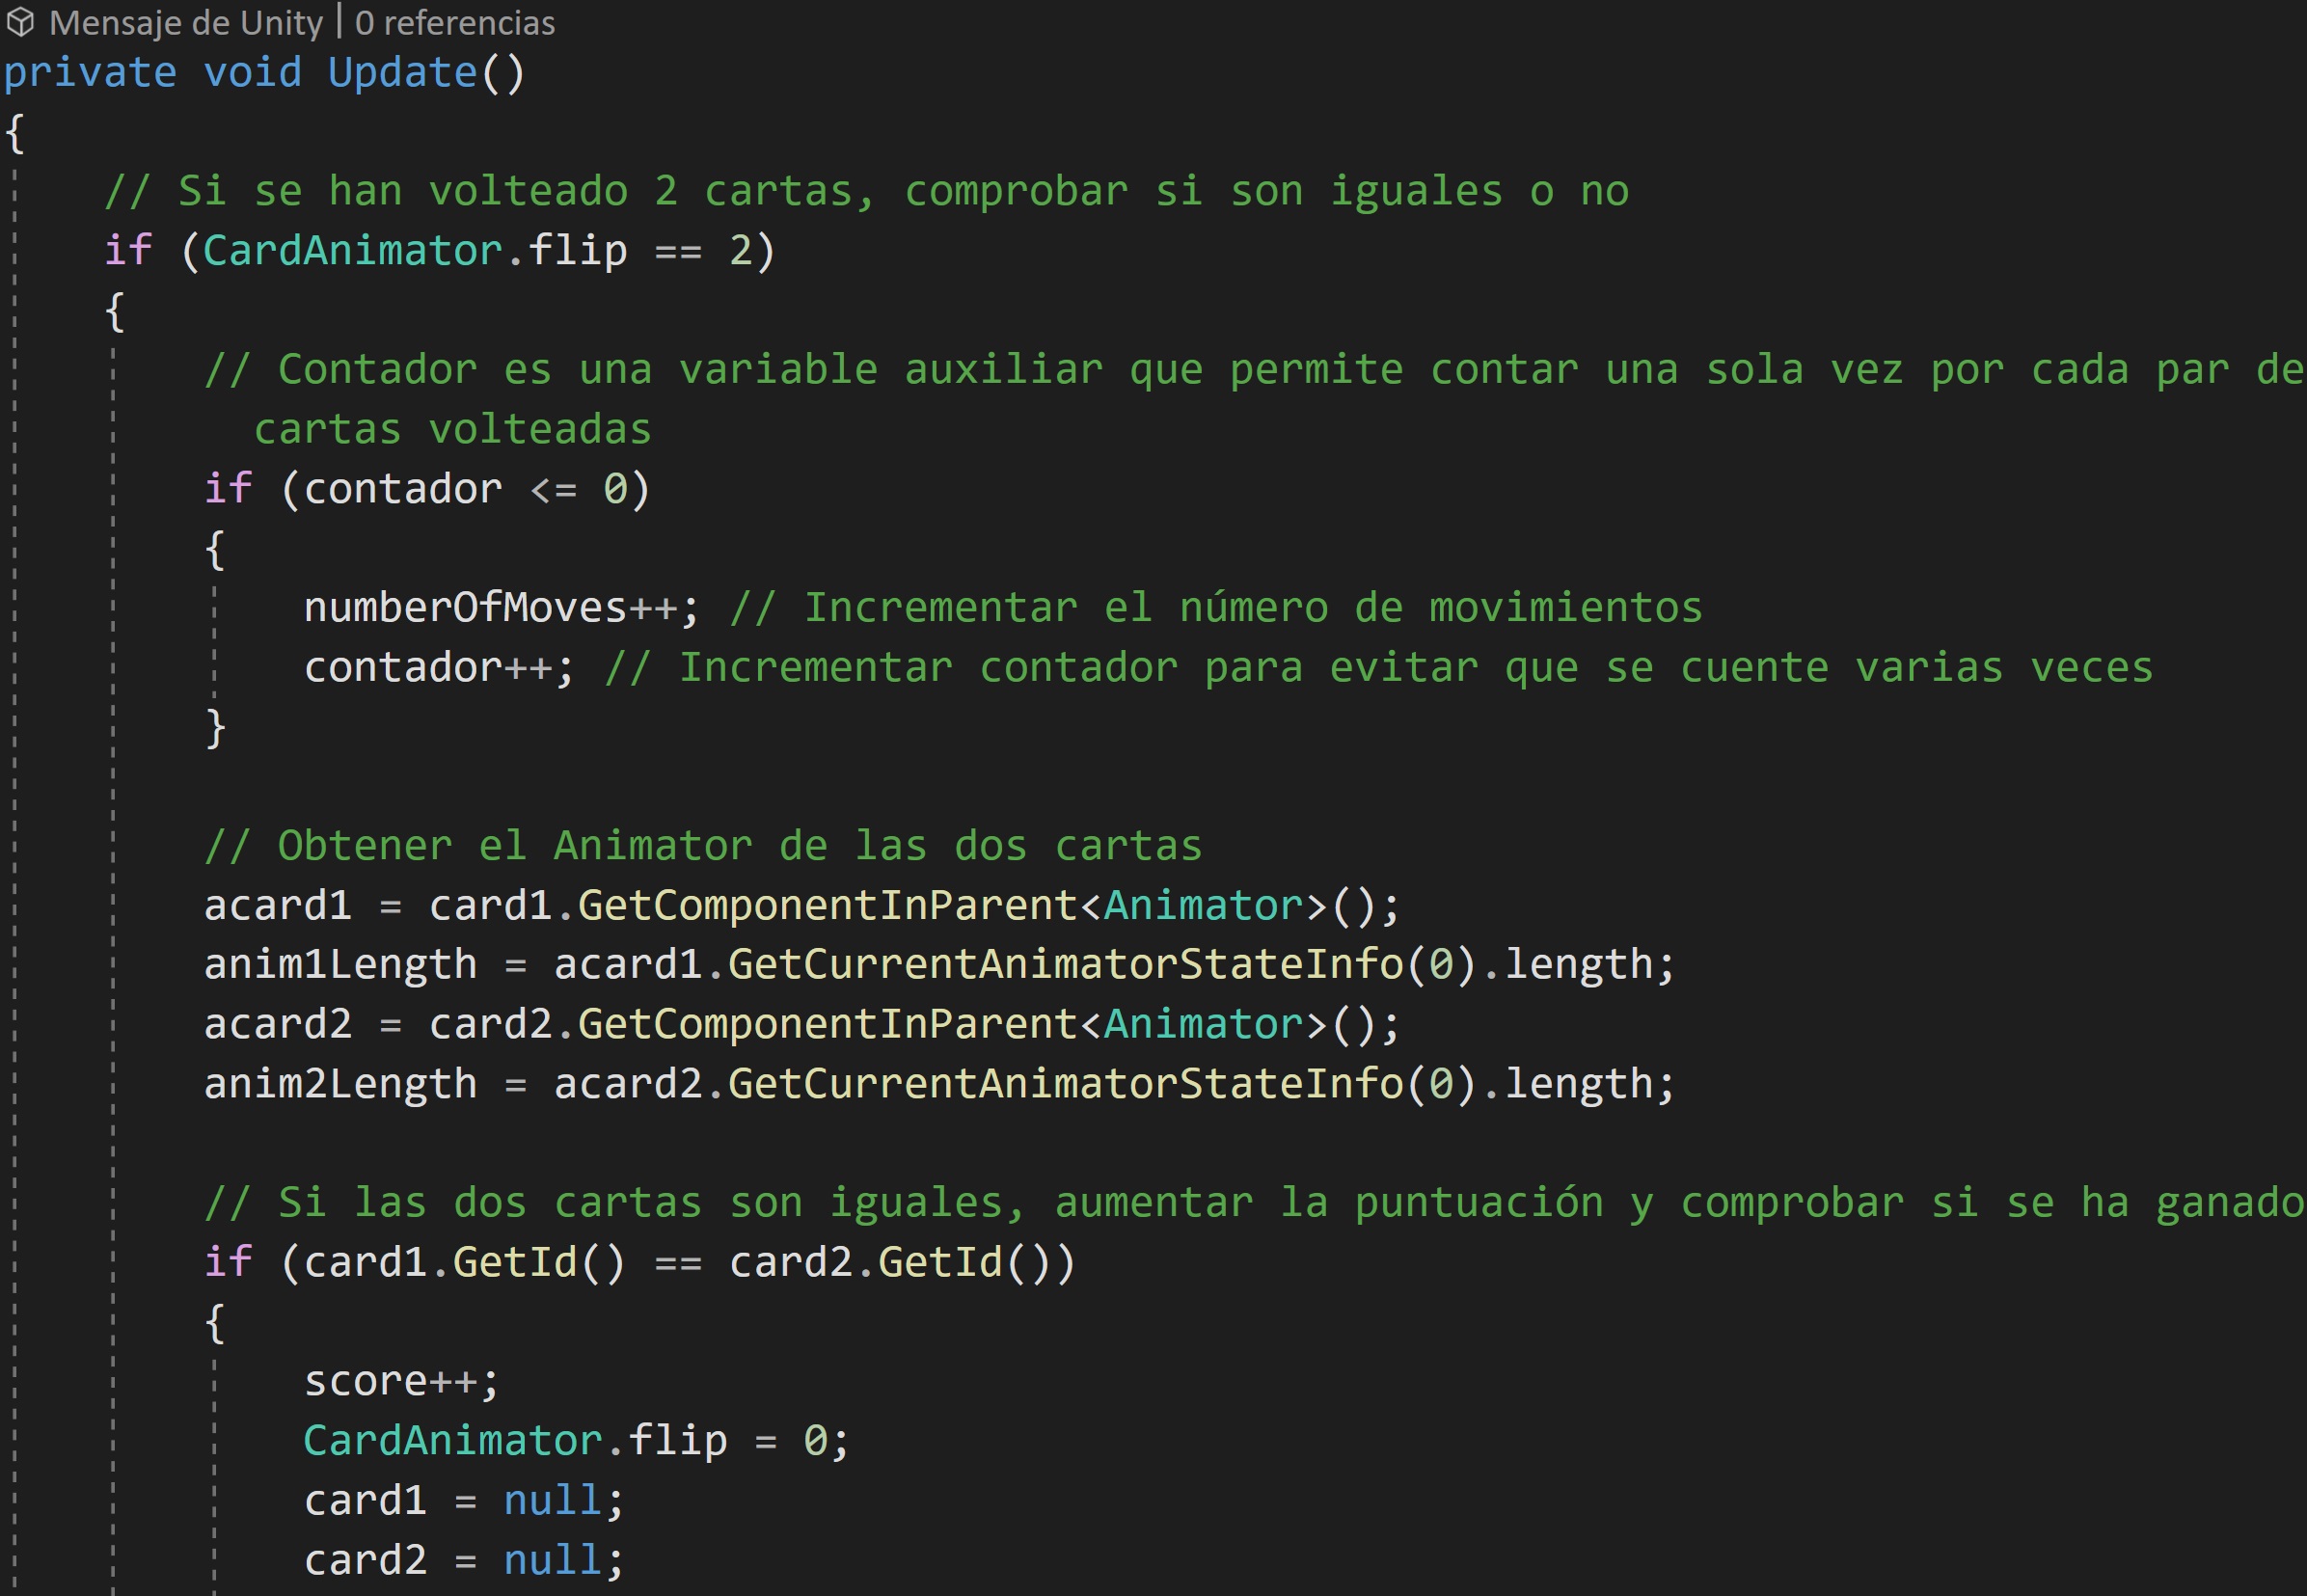 Mensaje de Unity | 0 referencias
private void Update()
{
// Si se han volteado 2 cartas, comprobar si son iguales o no
if (CardAnimator.flip == 2)
{
// Contador es una variable auxiliar que permite contar una sola vez por cada par de
cartas volteadas
if (contador <= 0)
{
numberOfMoves++; // Incrementar el número de movimientos
contador++; // Incrementar contador para evitar que se cuente varias veces
}
// Obtener el Animator de las dos cartas
acard1 = card1.GetComponentInParent<Animator>();
anim1Length = acard1.GetCurrentAnimatorStateInfo(0).length;
acard2 = card2.GetComponentInParent<Animator>();
anim2Length = acard2.GetCurrentAnimatorStateInfo(0).length;
// Si las dos cartas son iguales, aumentar la puntuación y comprobar si se ha ganado
if (card1.GetId() == card2.GetId())
{
score++;
CardAnimator.flip = 0;
card1 = null;
card2 = null;